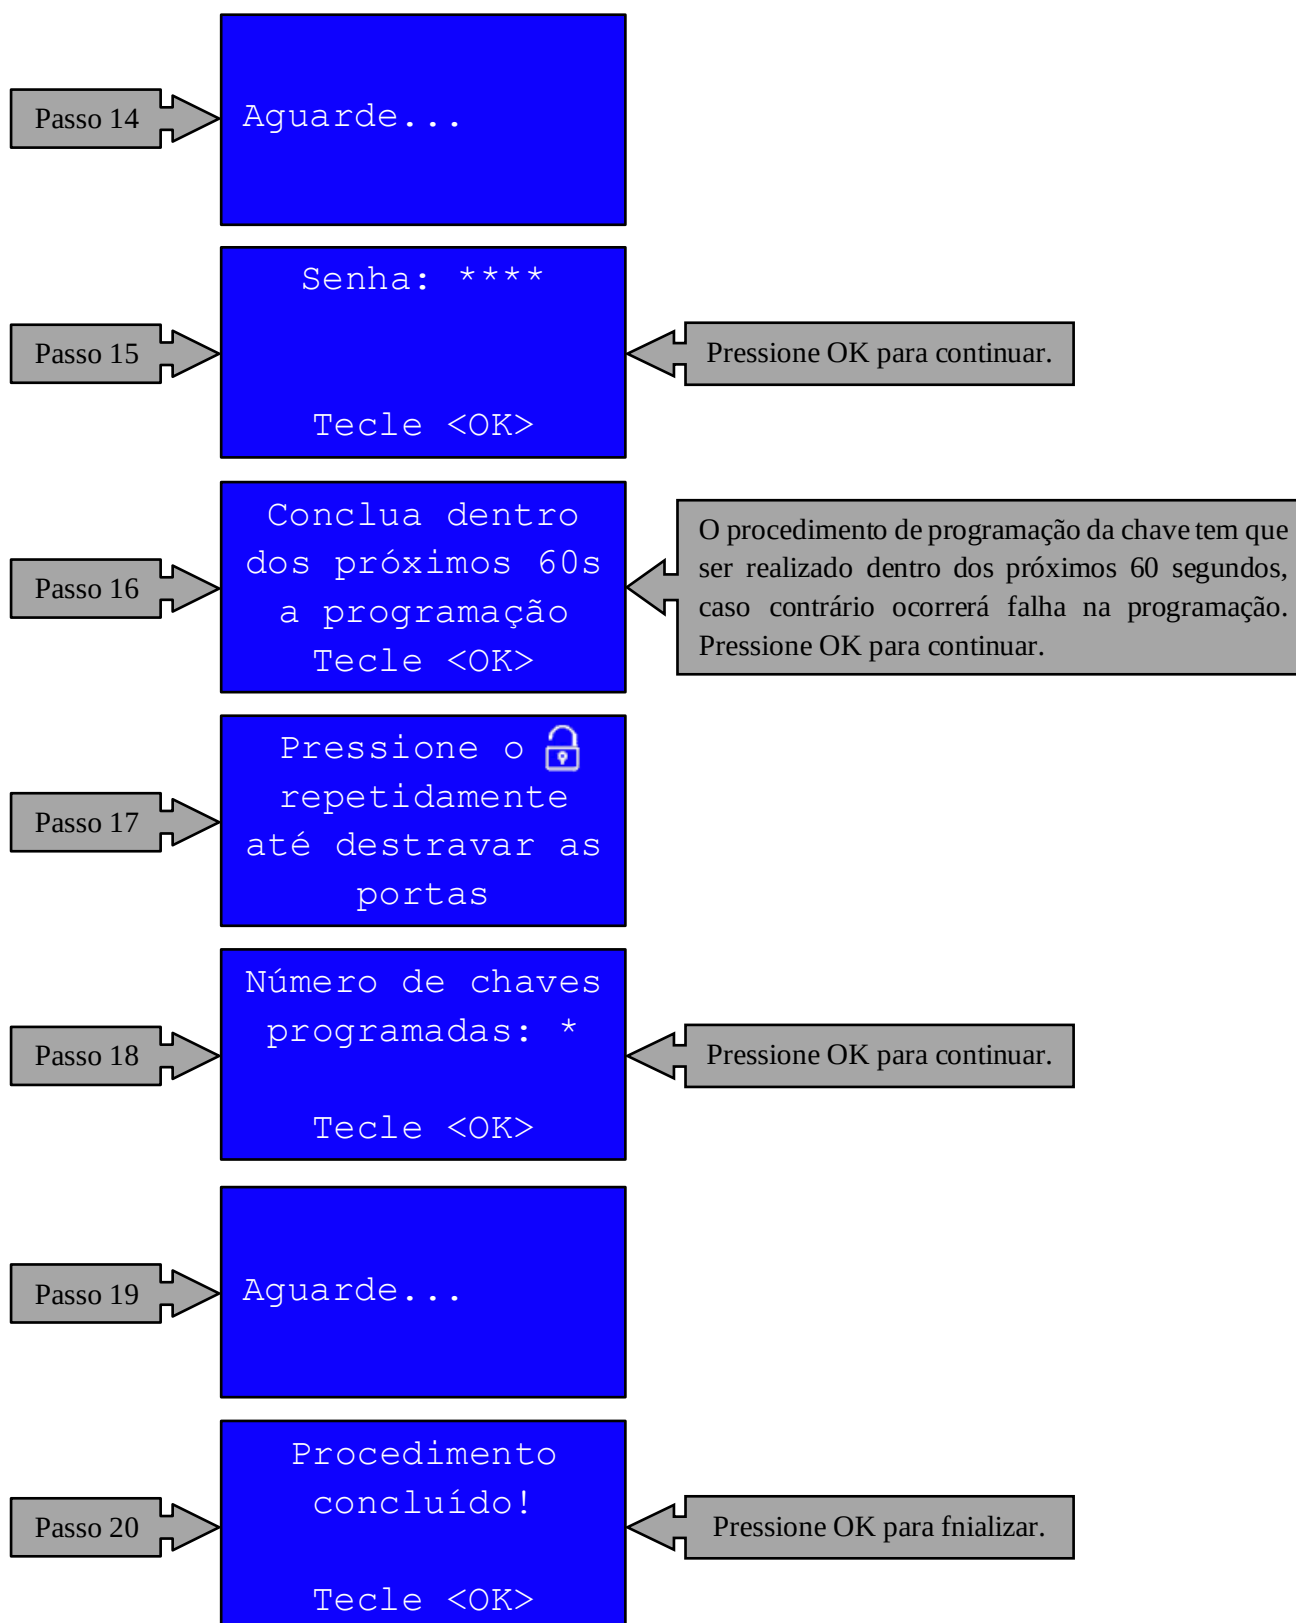 Passo 14
Aguarde...
Passo 15
Senha: ****
Tecle <OK>
Pressione OK para continuar.
Passo 16
Conclua dentro
dos próximos 60s
a programação
Tecle <OK>
O procedimento de programação da chave tem que
ser realizado dentro dos próximos 60 segundos,
caso contrário ocorrerá falha na programação.
Pressione OK para continuar.
Passo 17
Pressione o
repetidamente
até destravar as
portas
Passo 18
Número de chaves
programadas: *
Tecle <OK>
Pressione OK para continuar.
Passo 19
Aguarde...
Passo 20
Procedimento
concluído!
Tecle <OK>
Pressione OK para fnializar.